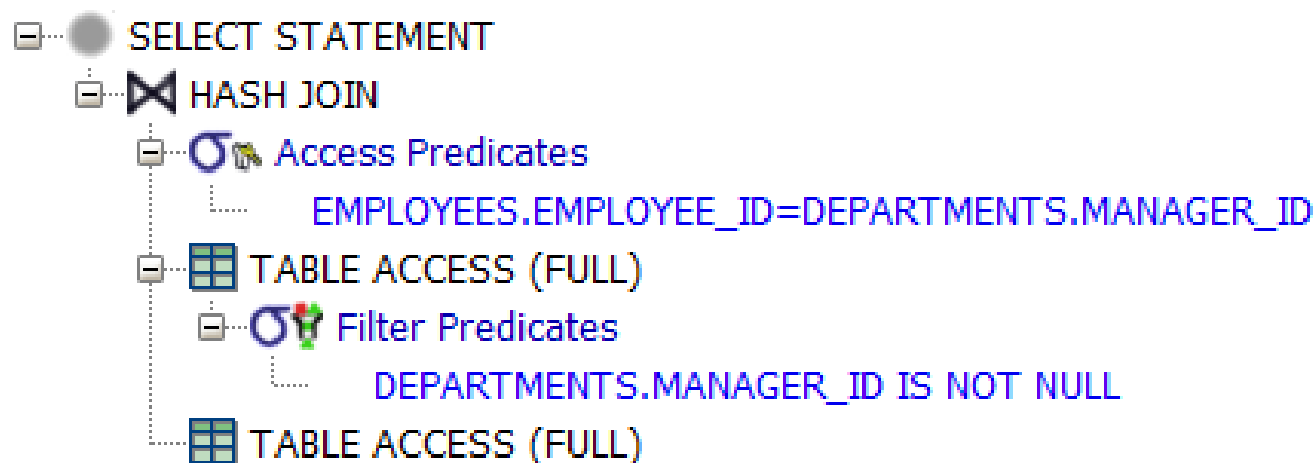 SELECT STATEMENT
HASH JOIN
Access Predicates
EMPLOYEES.EMPLOYEE_ID=DEPARTMENTS.MANAGER_ID
TABLE ACCESS (FULL)
Filter Predicates
DEPARTMENTS.MANAGER_ID IS NOT NULL
TABLE ACCESS (FULL)